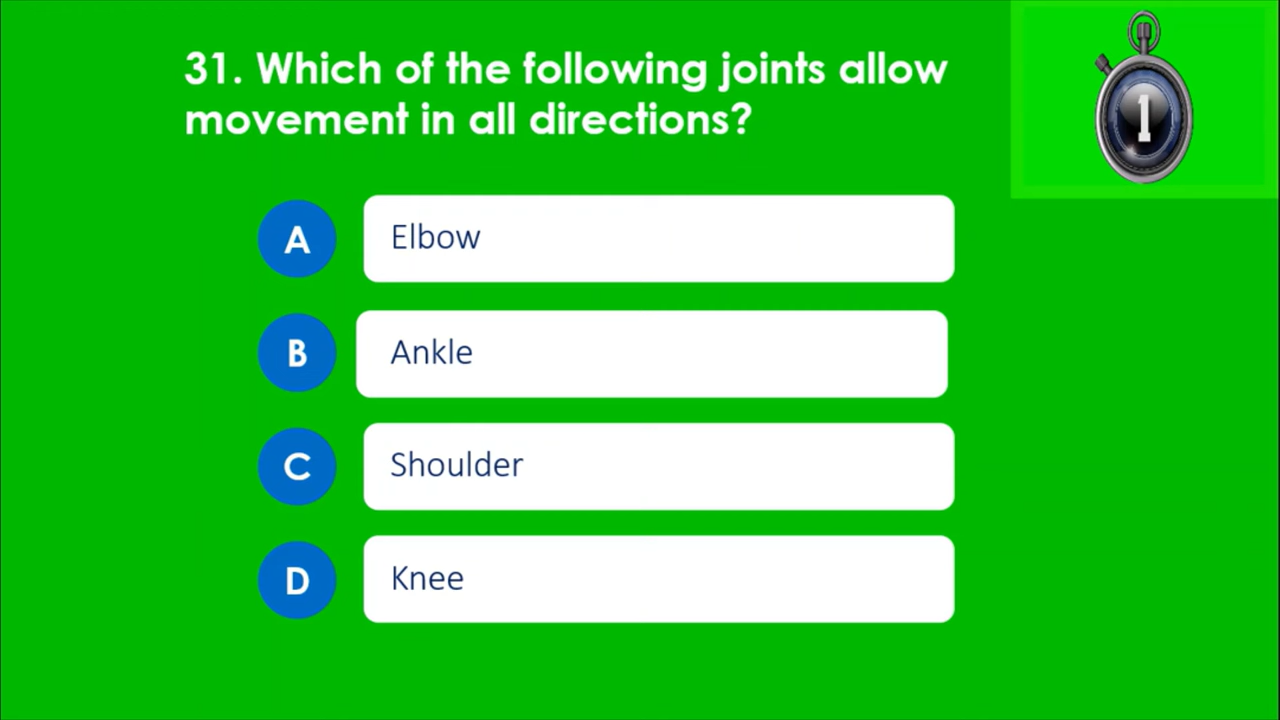 31. Which of the following joints allow
movement in all directions?
1
A
Elbow
B
Ankle
C
Shoulder
D
Knee